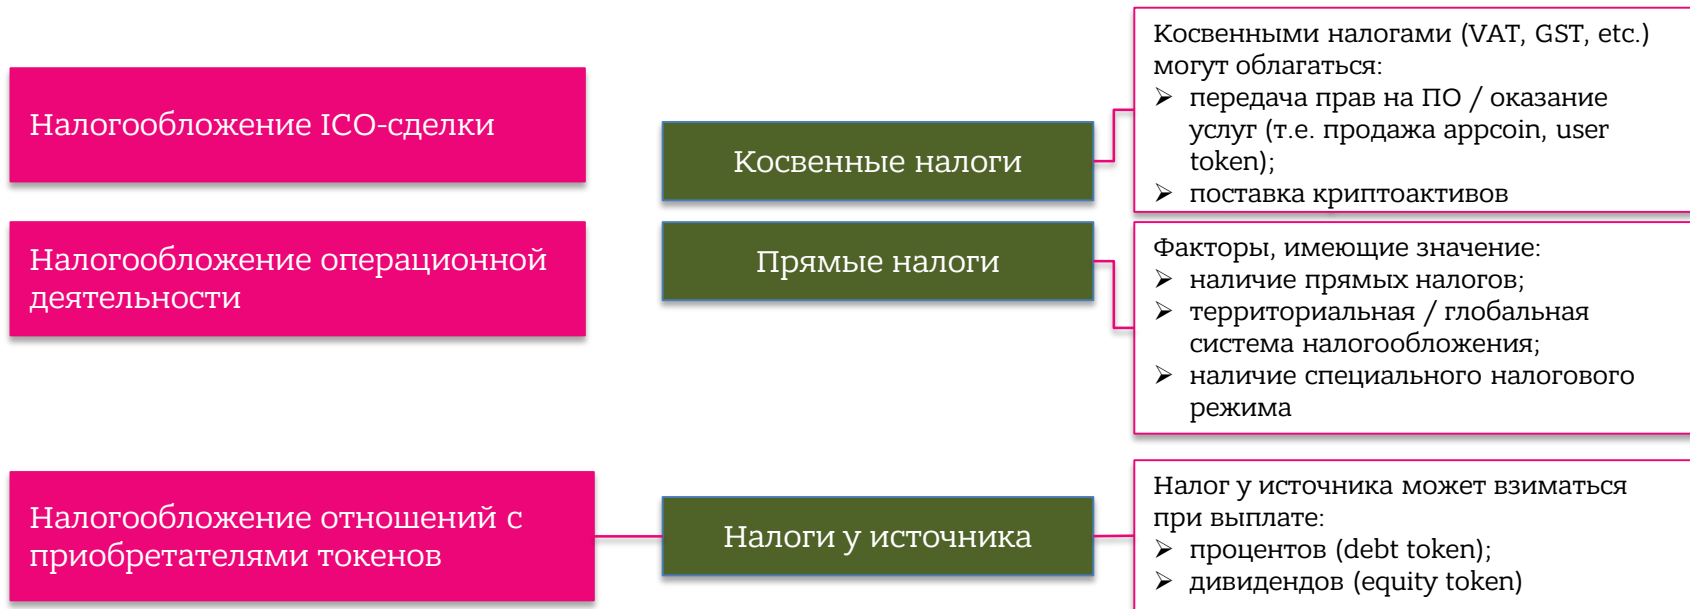 Налогообложение ICO-сделки
Налогообложение операционной
деятельности
Налогообложение отношений с
приобретателями токенов
Косвенные налоги
Прямые налоги
Налоги у источника
Косвенными налогами (VAT, GST, etc.)
могут облагаться:
➢ передача прав на ПО / оказание
услуг (т.е. продажа appcoin, user
token);
➢ поставка криптоактивов
Факторы, имеющие значение:
➢ наличие прямых налогов;
➢ территориальная / глобальная
система налогообложения;
➢ наличие специального налогового
режима
Налог у источника может взиматься
при выплате:
➢ процентов (debt token);
➢ дивидендов (equity token)